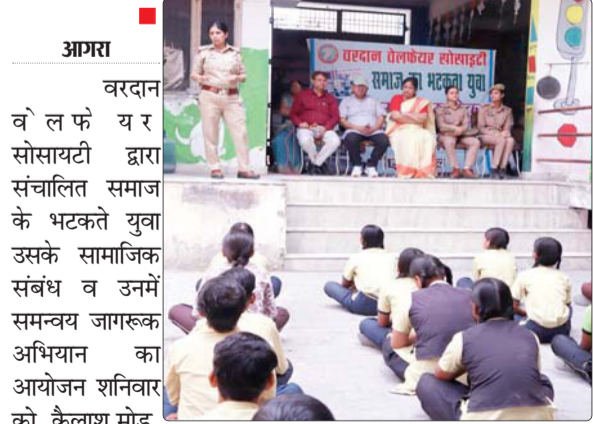 आगरा
वरदान
वेलफेयर
सोसायटी द्वारा
संचालित समाज
के भटकते युवा
उसके सामाजिक
संबंध व उनमें
समन्वय जागरूक
अभियान का
आयोजन शनिवार
को कैलाश मोड़
वरदान वेलफेयर सोसाइटी
समाज का भटकता युवा